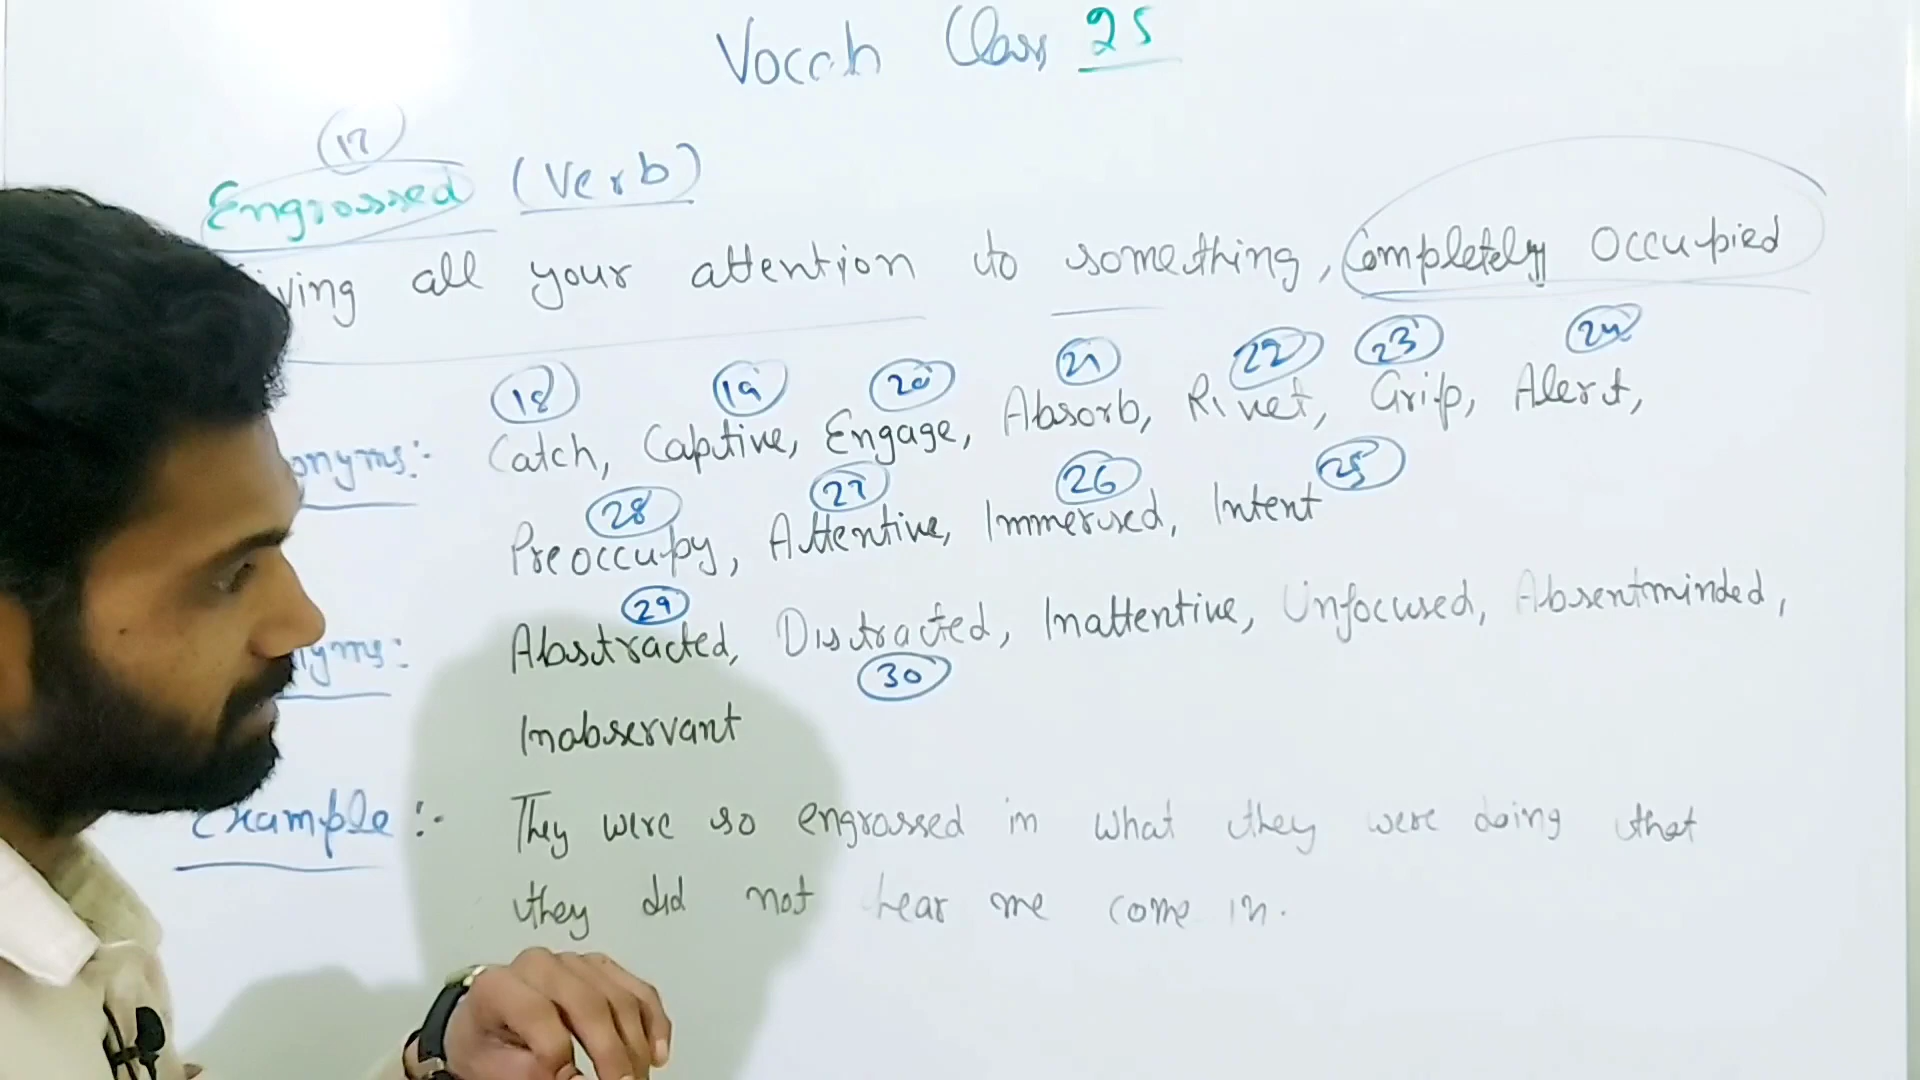 Vocab Class 25
17
Engrossed (Verb)
iving all your attention to something, Completely Occupied
18 19 20 21 22 23 24
onyms:- Catch, Captive, Engage, Absorb, Rivet, Grip, Alert,
28 27 26 25
Preoccupy, Attentive, Immersed, Intent
29
nyms:- Abstracted, Distracted, Inattentive, Unfocused, Absentminded,
30
Inabservant
Example:- They were so engrossed in what they were doing that
they did not hear me come in.